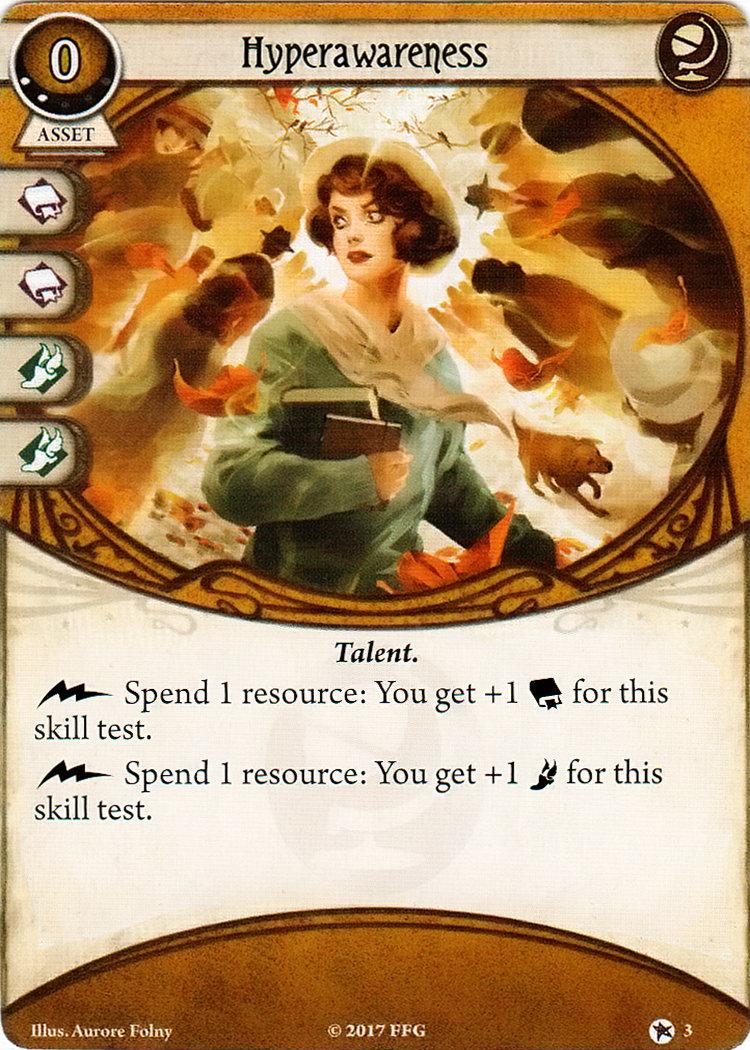 0
Hyperawareness
ASSET
Talent.
Spend 1 resource: You get +1 for this
skill test.
Spend 1 resource: You get +1 for this
skill test.
Illus. Aurore Folny © 2017 FFG 3